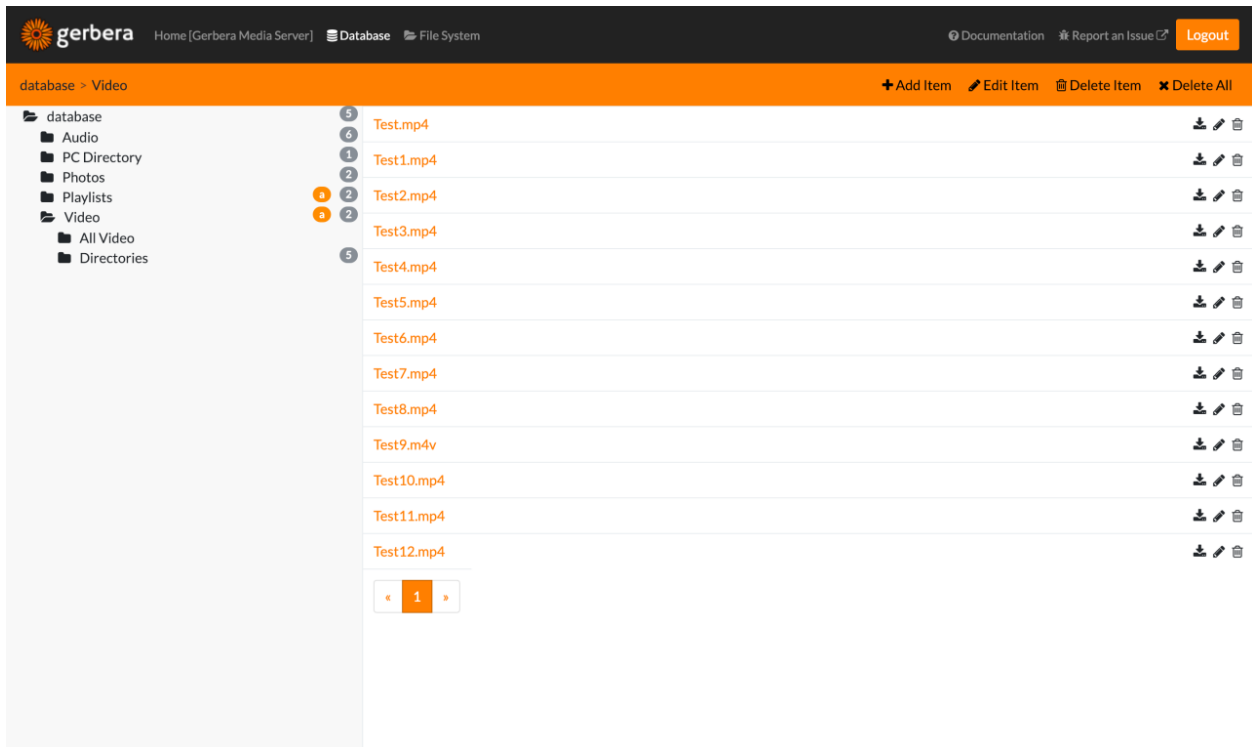 gerbera Home [Gerbera Media Server] Database File System Documentation Report an Issue Logout
database > Video Add Item Edit Item Delete Item Delete All
database 5
Audio 6
PC Directory 1
Photos 2
Playlists a 2
Video a 2
All Video
Directories 5
Test.mp4
Test1.mp4
Test2.mp4
Test3.mp4
Test4.mp4
Test5.mp4
Test6.mp4
Test7.mp4
Test8.mp4
Test9.m4v
Test10.mp4
Test11.mp4
Test12.mp4
« 1 »